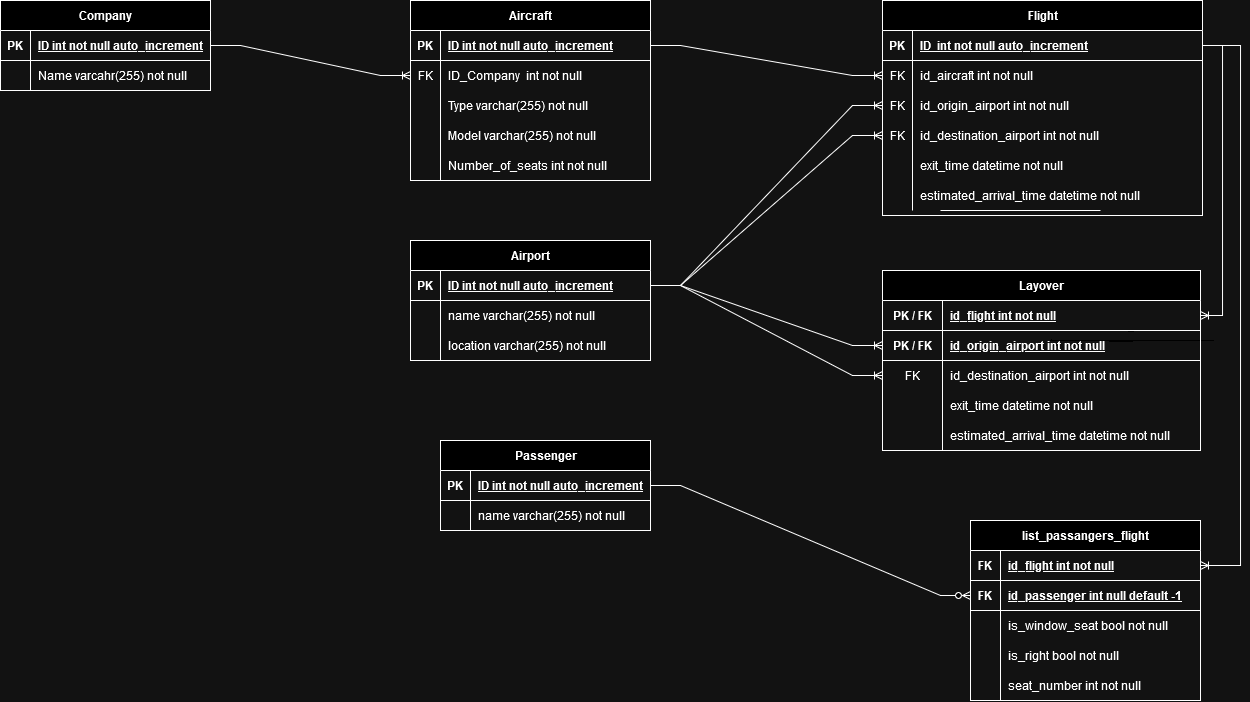 Company
PK ID int not null auto_increment
Name varcahr(255) not null
Aircraft
PK ID int not null auto_increment
FK ID_Company int not null
Type varchar(255) not null
Model varchar(255) not null
Number_of_seats int not null
Flight
PK ID int not null auto_increment
FK id_aircraft int not null
FK id_origin_airport int not null
FK id_destination_airport int not null
exit_time datetime not null
estimated_arrival_time datetime not null
Airport
PK ID int not null auto_increment
name varchar(255) not null
location varchar(255) not null
Layover
PK / FK id_flight int not null
PK / FK id_origin_airport int not null
FK id_destination_airport int not null
exit_time datetime not null
estimated_arrival_time datetime not null
Passenger
PK ID int not null auto_increment
name varchar(255) not null
list_passangers_flight
FK id_flight int not null
FK id_passenger int null default -1
is_window_seat bool not null
is_right bool not null
seat_number int not null